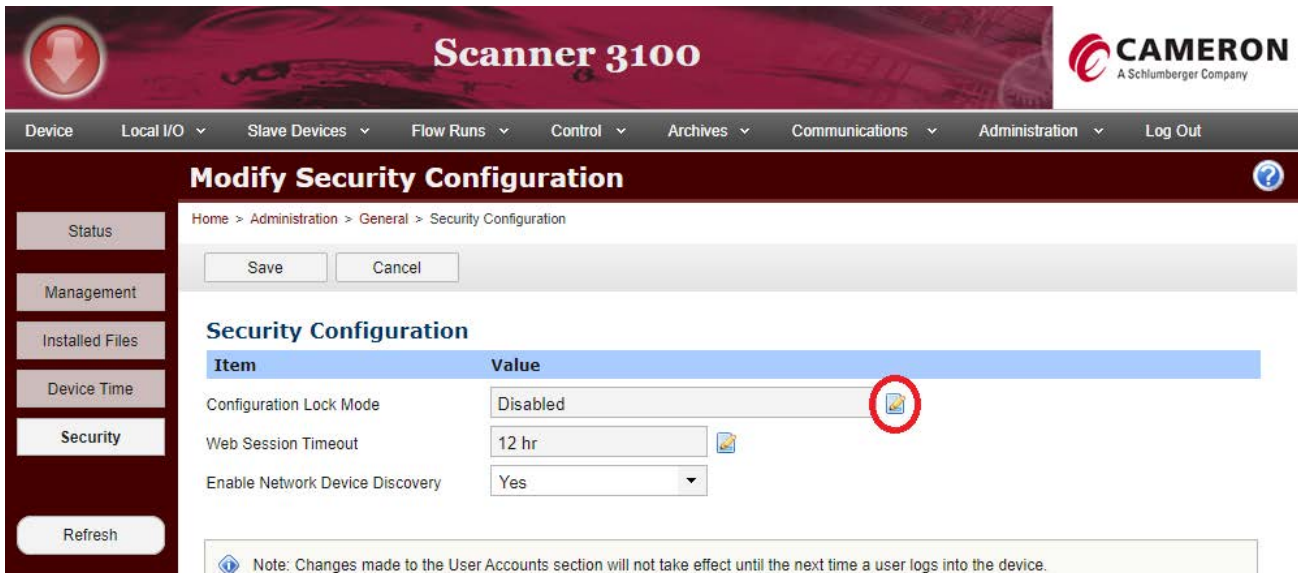 Scanner 3100
CAMERON
A Schlumberger Company
Device Local I/O Slave Devices Flow Runs Control Archives Communications Administration Log Out
Modify Security Configuration
?
Home > Administration > General > Security Configuration
Status
Save Cancel
Management
Installed Files
Device Time
Security
Refresh
Security Configuration
Item Value
Configuration Lock Mode Disabled
Web Session Timeout 12 hr
Enable Network Device Discovery Yes
Note: Changes made to the User Accounts section will not take effect until the next time a user logs into the device.